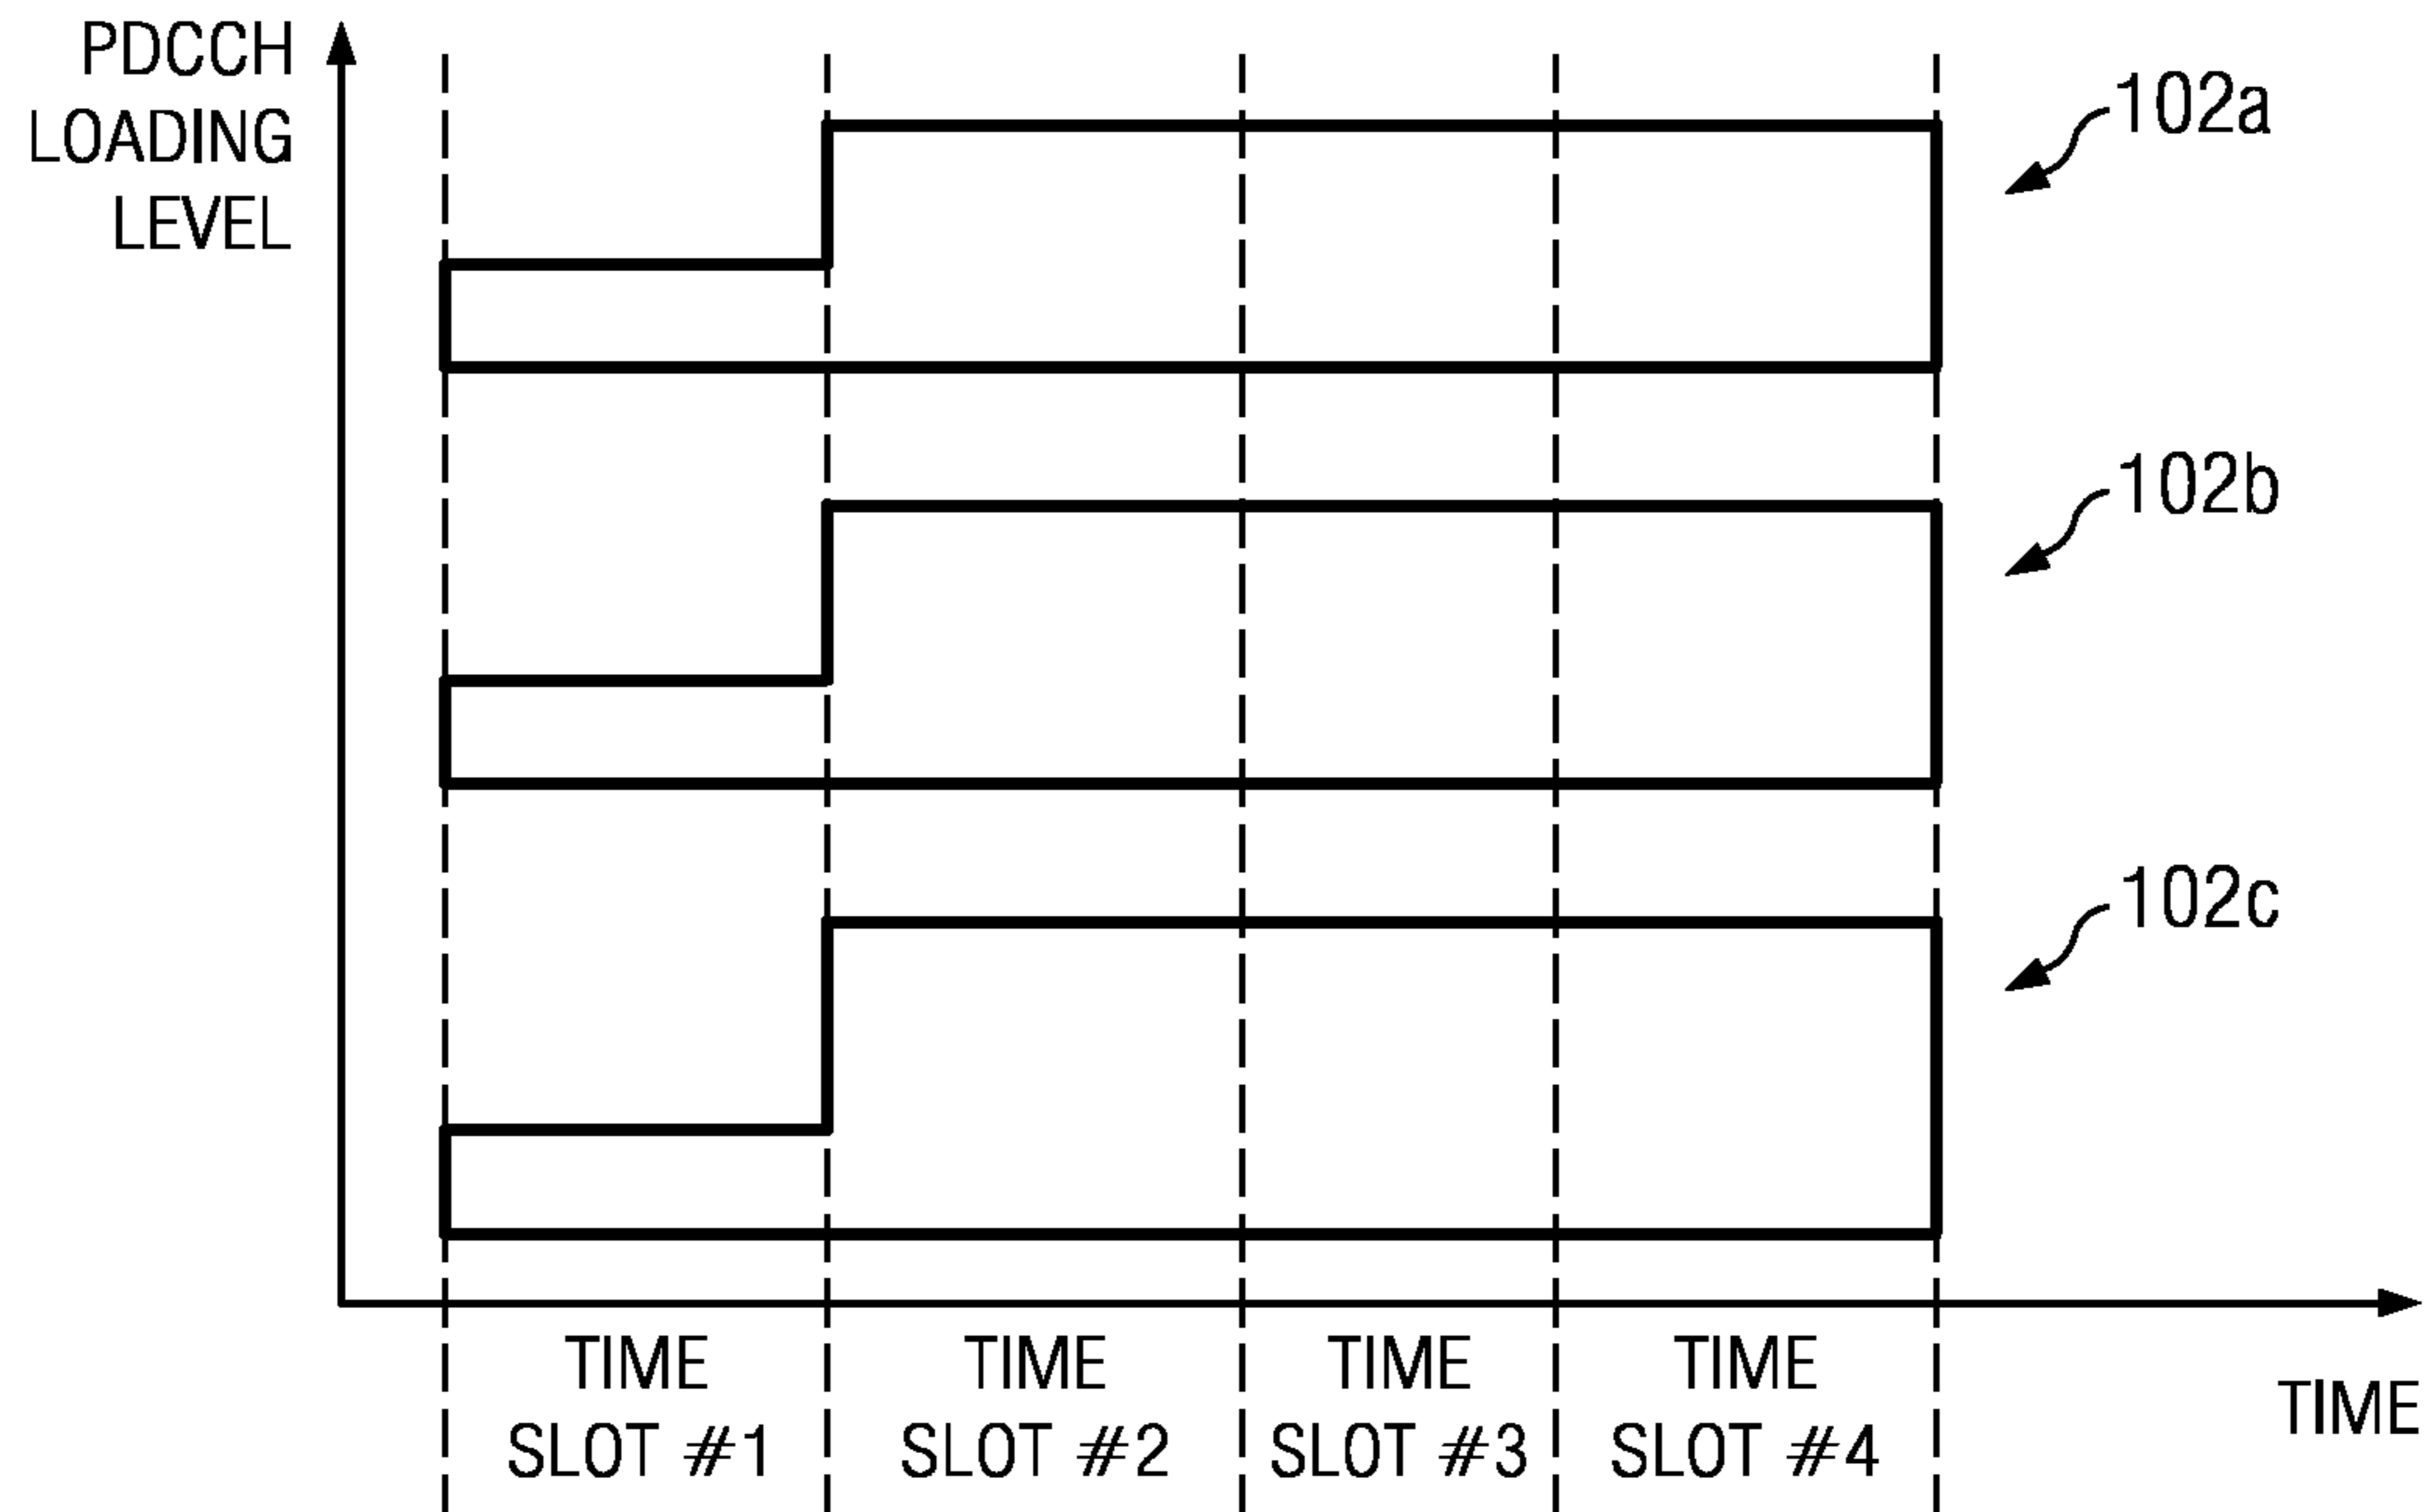 PDCCH
LOADING
LEVEL
102a
102b
102c
TIME
SLOT #1
TIME
SLOT #2
TIME
SLOT #3
TIME
SLOT #4
TIME